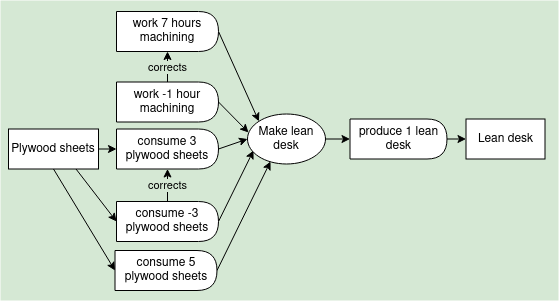 work 7 hours
machining
corrects
work -1 hour
machining
Plywood sheets
consume 3
plywood sheets
corrects
consume -3
plywood sheets
consume 5
plywood sheets
Make lean
desk
produce 1 lean
desk
Lean desk